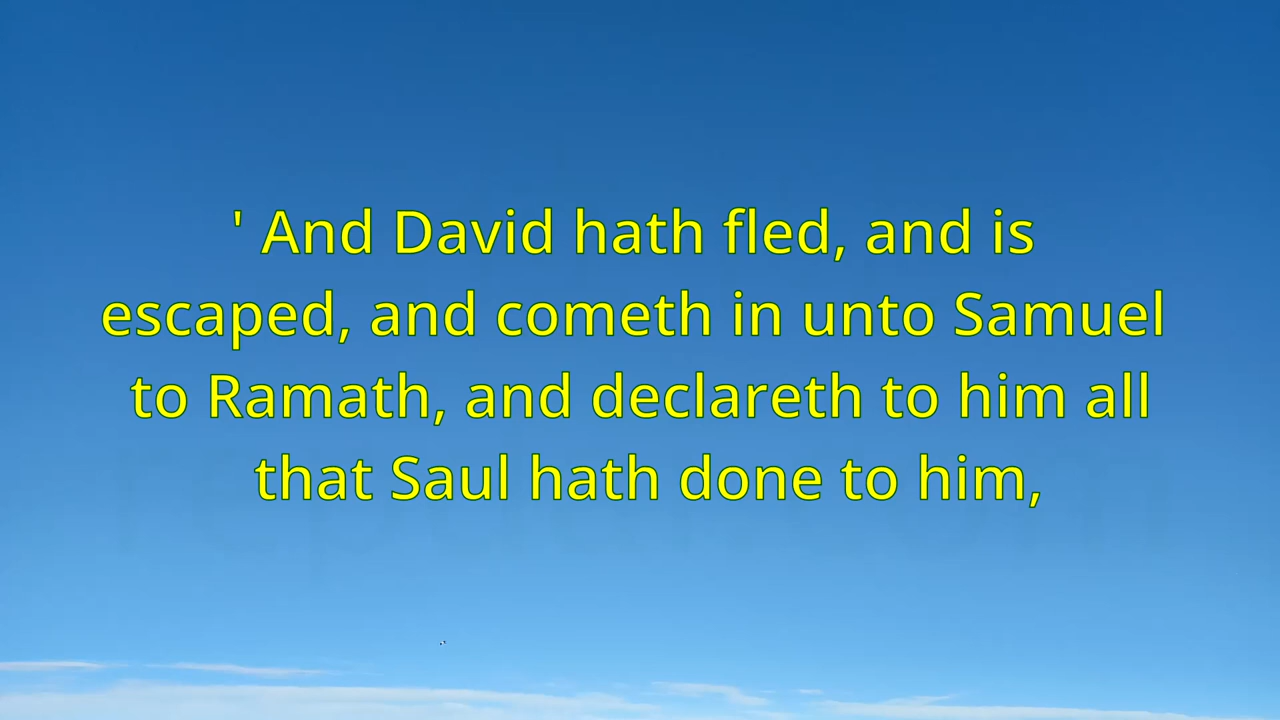 ' And David hath fled, and is
escaped, and cometh in unto Samuel
to Ramath, and declareth to him all
that Saul hath done to him,